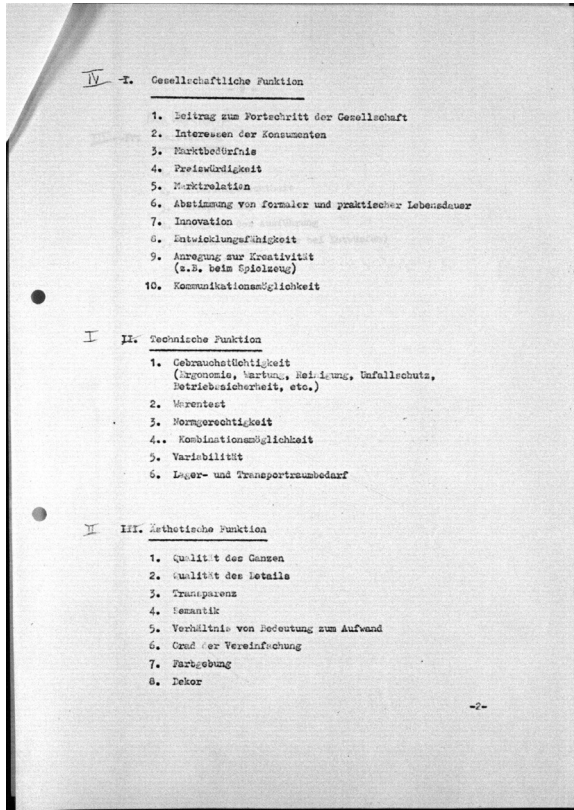 IV I. Gesellschaftliche Funktion
1. Beitrag zum Fortschritt der Gesellschaft
2. Interessen der Konsumenten
3. Marktbedürfnis
4. Preiswürdigkeit
5. Marktrelation
6. Abstimmung von formaler und praktischer Lebensdauer
7. Innovation
8. Entwicklungsfähigkeit
9. Anregung zur Kreativität
(z.B. beim Spielzeug)
10. Kommunikationsmöglichkeit
I II. Technische Funktion
1. Gebrauchstüchtigkeit
(Ergonomie, Wartung, Reinigung, Unfallschutz,
Betriebssicherheit, etc.)
2. Warentest
3. Normgerechtigkeit
4.. Kombinationsmöglichkeit
5. Variabilität
6. Lager- und Transportraumbedarf
II III. Ästhetische Funktion
1. Qualität des Ganzen
2. Qualität des Details
3. Transparenz
4. Semantik
5. Verhältnis von Bedeutung zum Aufwand
6. Grad der Vereinfachung
7. Farbgebung
8. Dekor
-2-